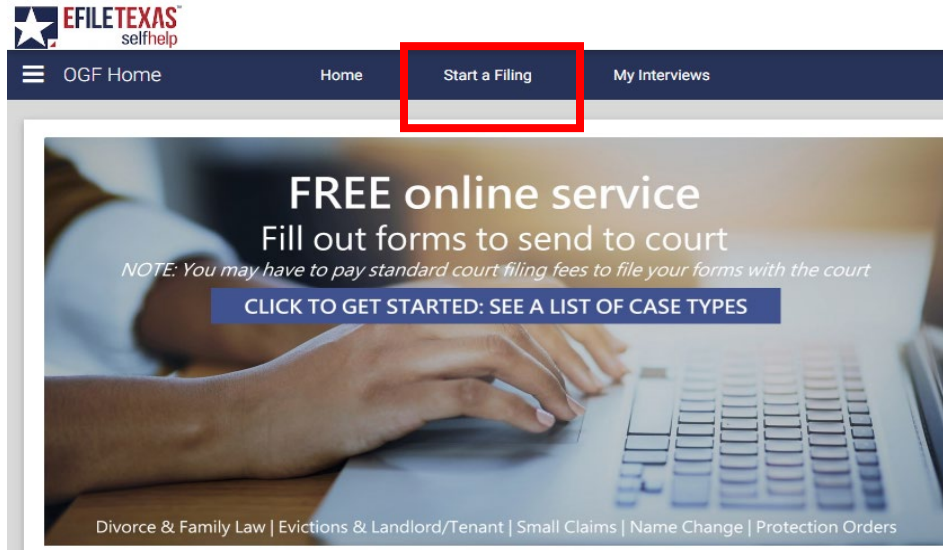 EFILETEXAS™
selfhelp
OGF Home Home Start a Filing My Interviews
FREE online service
Fill out forms to send to court
NOTE: You may have to pay standard court filing fees to file your forms with the court
CLICK TO GET STARTED: SEE A LIST OF CASE TYPES
Divorce & Family Law | Evictions & Landlord/Tenant | Small Claims | Name Change | Protection Orders